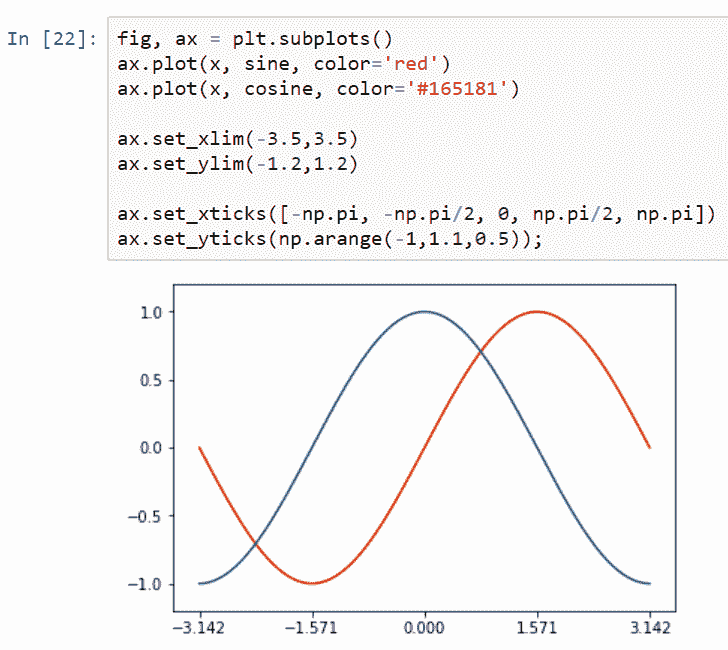 In [22]: fig, ax = plt.subplots()
ax.plot(x, sine, color='red')
ax.plot(x, cosine, color='#165181')
ax.set_xlim(-3.5,3.5)
ax.set_ylim(-1.2,1.2)
ax.set_xticks([-np.pi, -np.pi/2, 0, np.pi/2, np.pi])
ax.set_yticks(np.arange(-1,1.1,0.5));
1.0
0.5
0.0
−0.5
−1.0
−3.142 −1.571 0.000 1.571 3.142